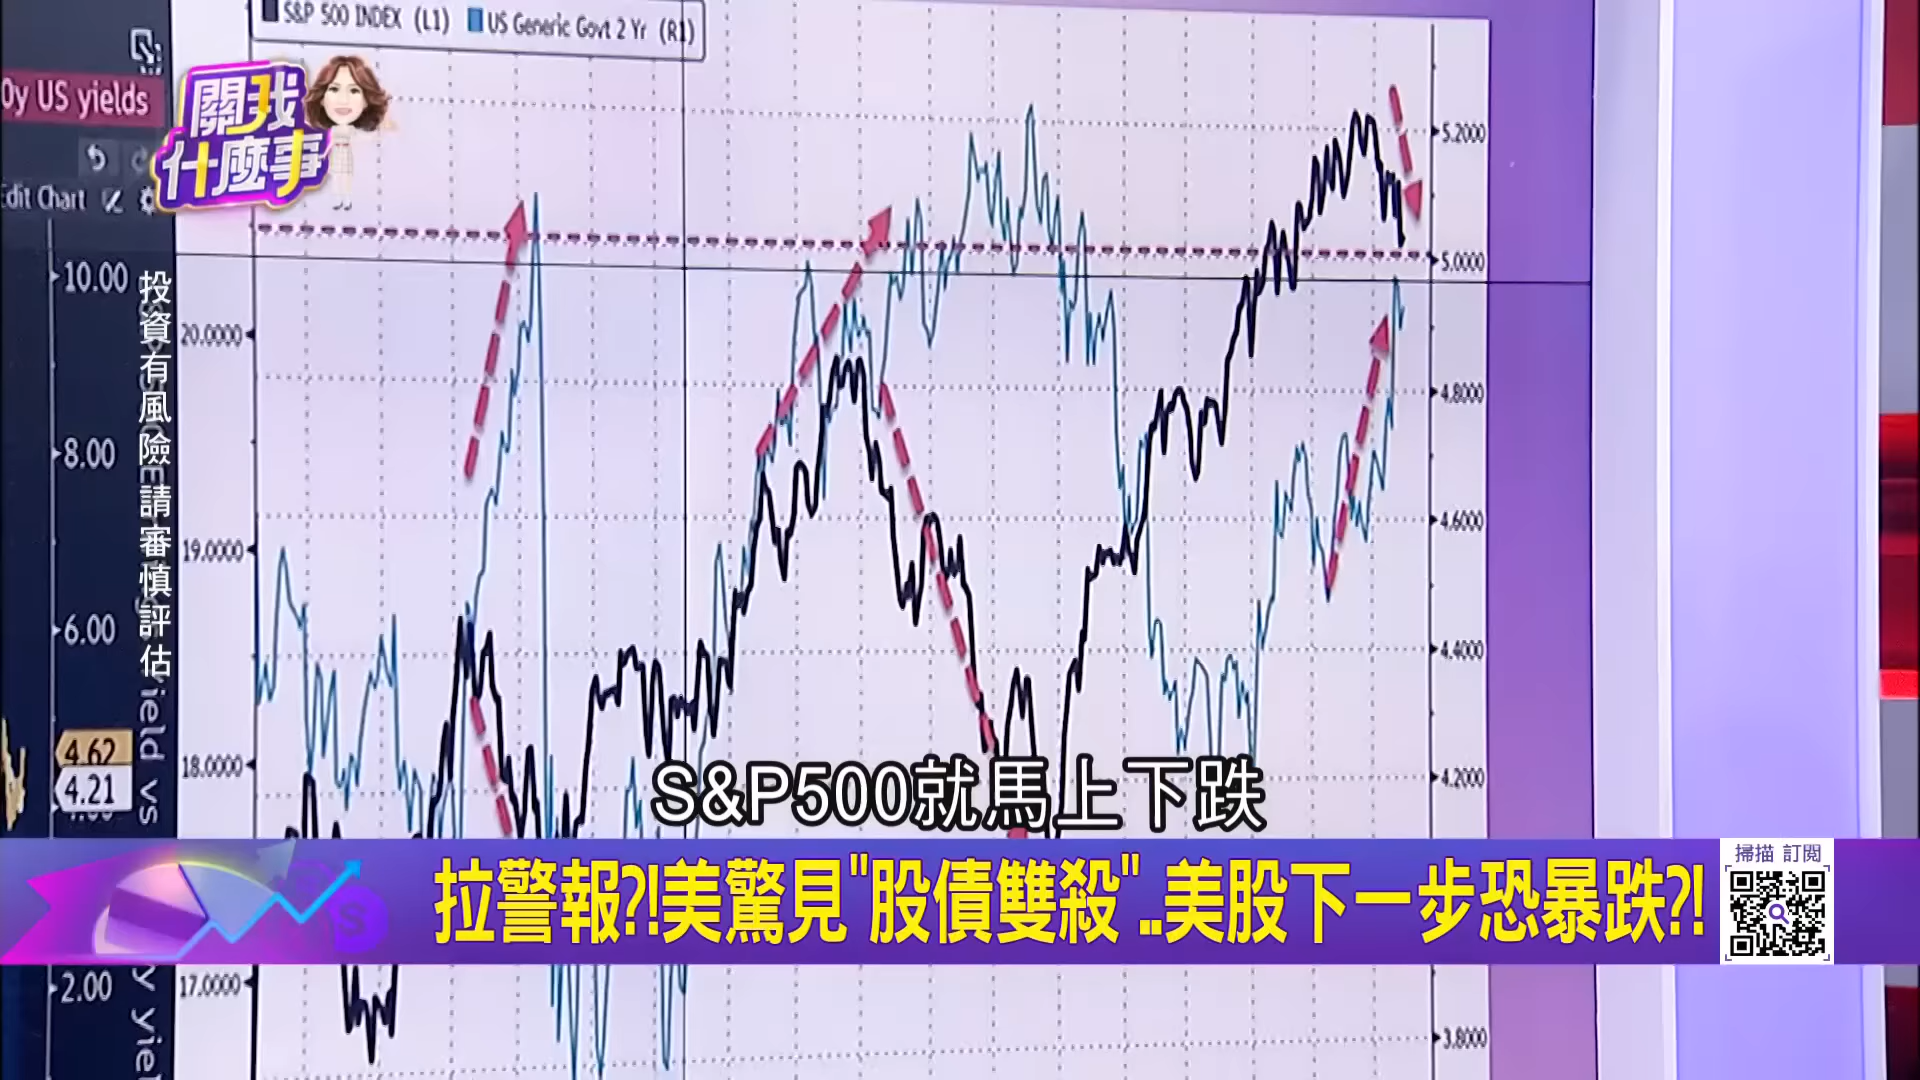 S&P 500 INDEX (L1) US Generic Govt 2 Yr (R1)
0y US yields
關我
什麼事
Edit Chart
10.00
8.00
6.00
4.62
4.21
2.00
投資有風險 請審慎評估
yield vs
20.0000
19.0000
18.0000
17.0000
5.2000
5.0000
4.8000
4.6000
4.4000
4.2000
3.8000
S&P500就馬上下跌
拉警報?!美驚見"股債雙殺"..美股下一步恐暴跌?!
掃描 訂閱